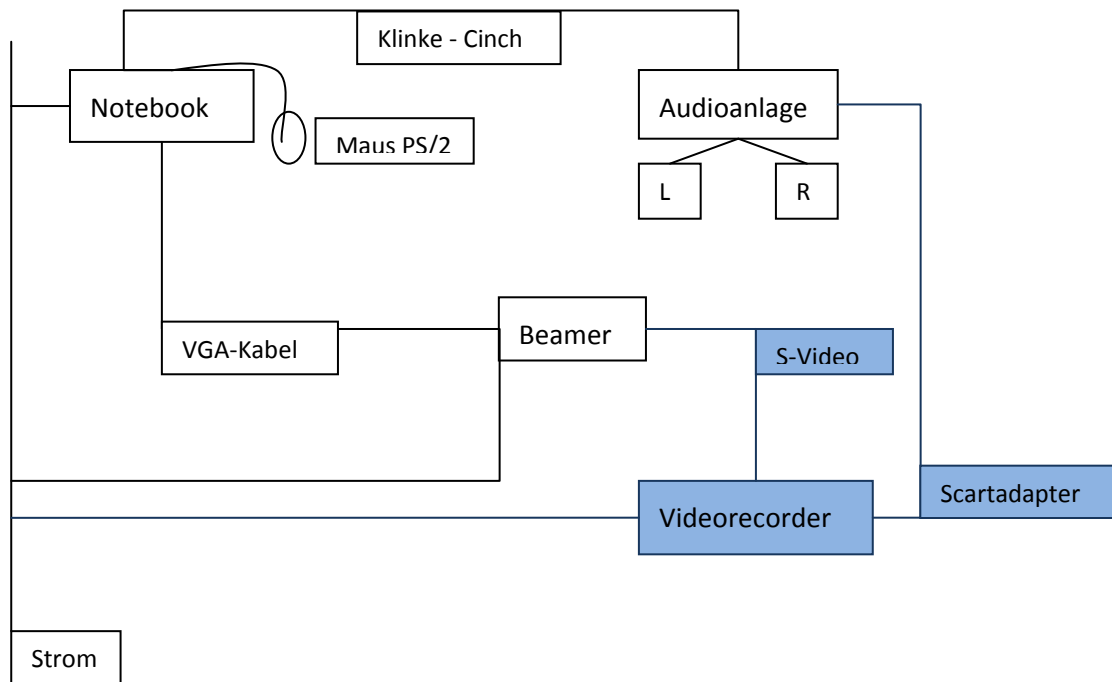 Klinke - Cinch
Notebook
Audioanlage
Maus PS/2
L
R
Beamer
VGA-Kabel
S-Video
Scartadapter
Videorecorder
Strom